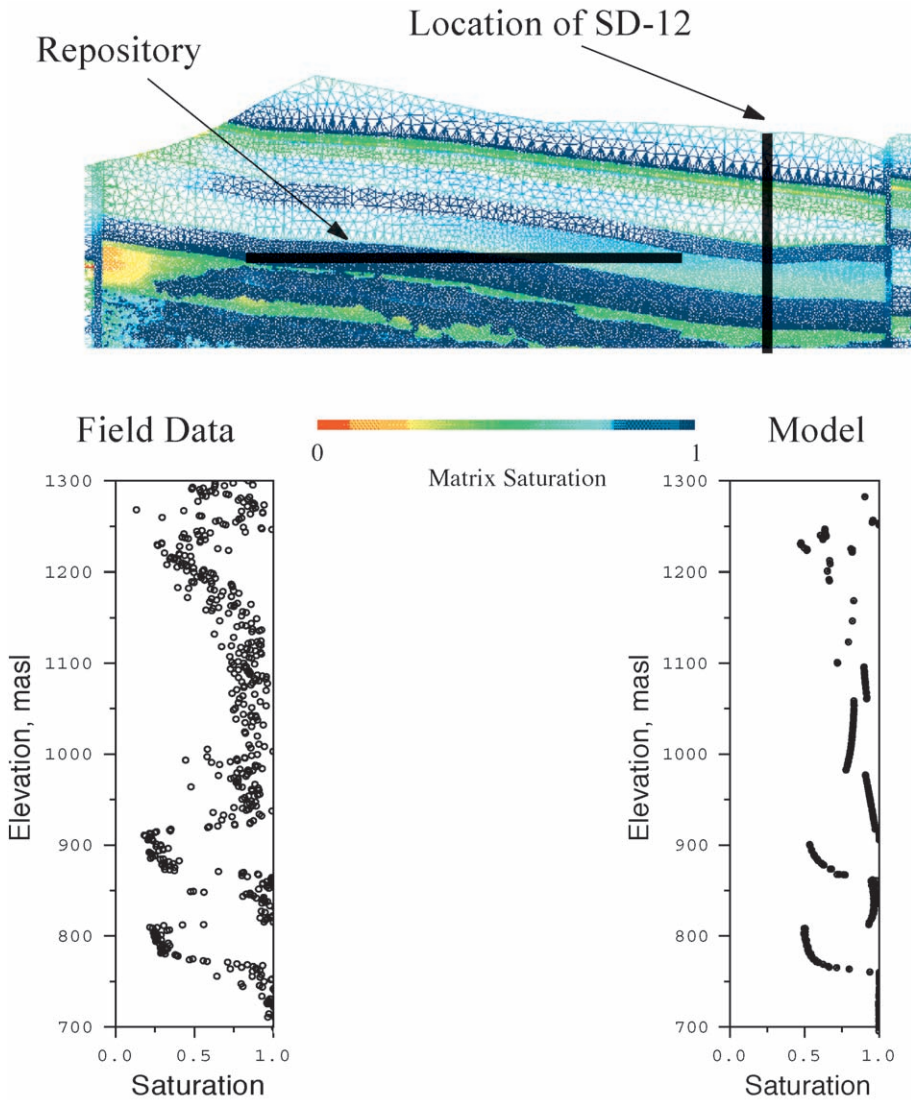 Location of SD-12
Repository
Field Data
Model
0
1
Matrix Saturation
1300
1200
1100
1000
900
800
700
Elevation, masl
0.0
0.5
1.0
Saturation
1300
1200
1100
1000
900
800
700
Elevation, masl
0.0
0.5
1.0
Saturation